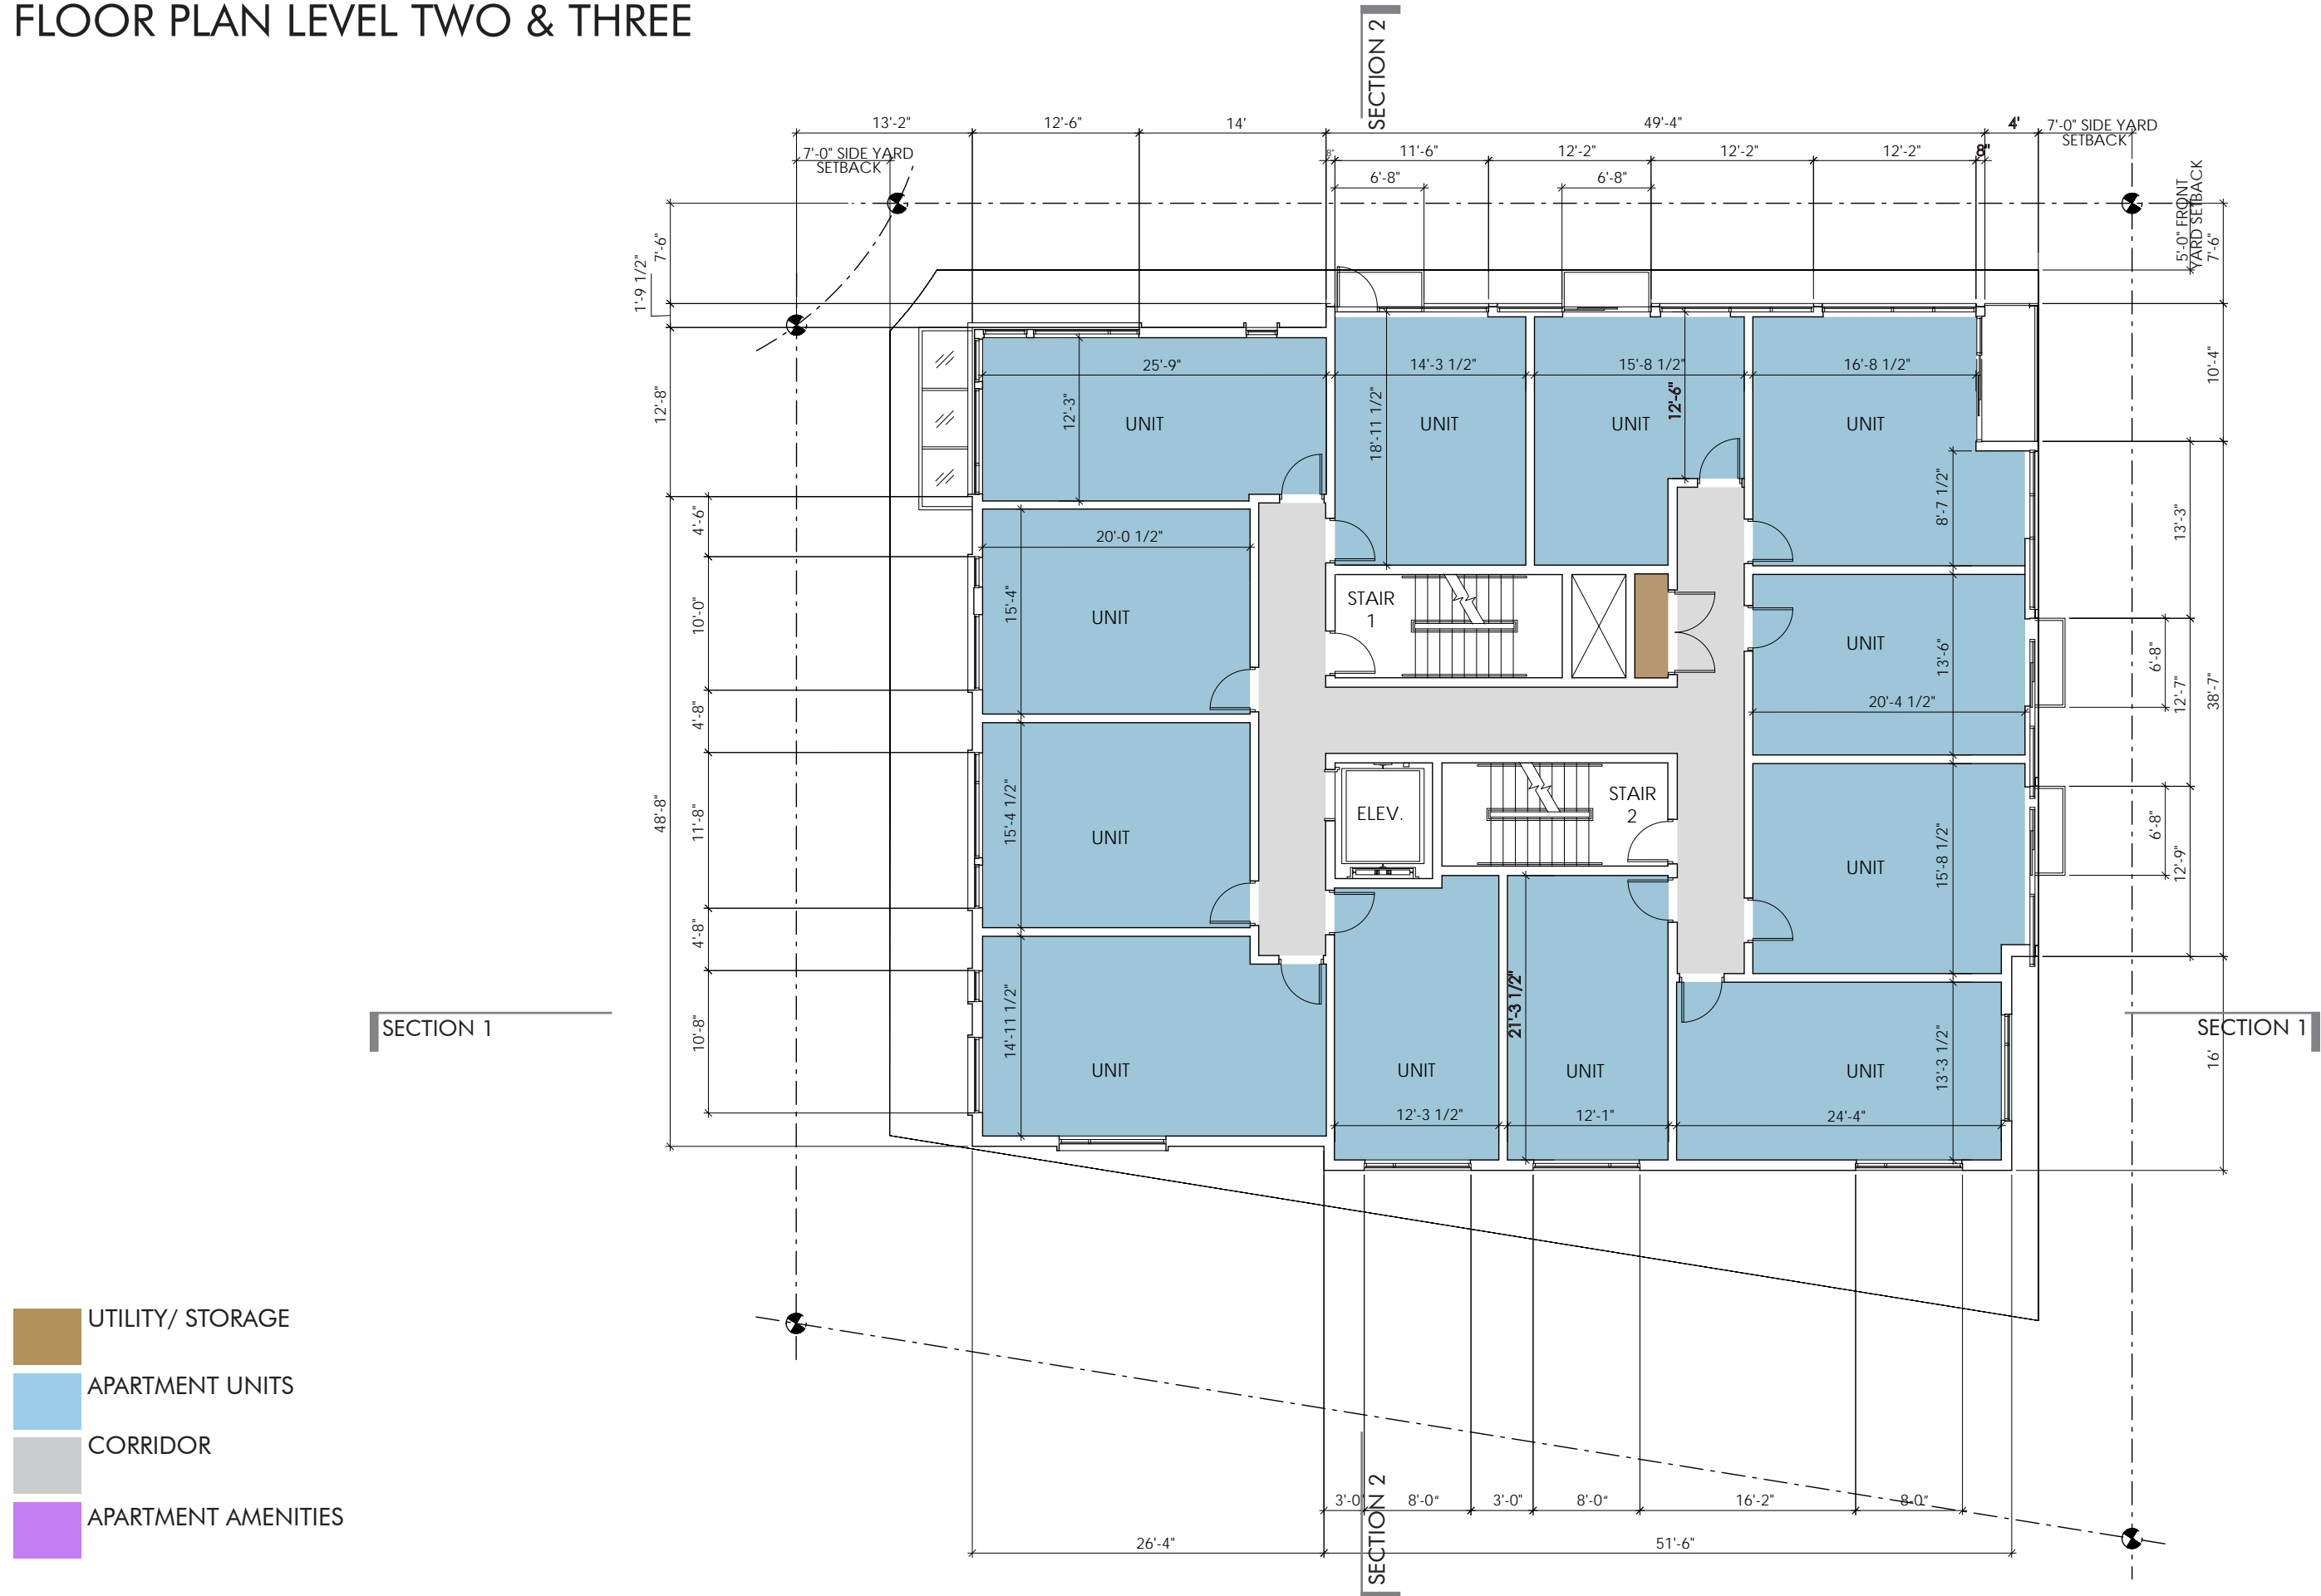 FLOOR PLAN LEVEL TWO & THREE
SECTION 2
13'-2"
12'-6"
14'
49'-4"
4'
7'-0" SIDE YARD
SETBACK
7'-0" SIDE YARD
SETBACK
8"
11'-6"
12'-2"
12'-2"
12'-2"
8"
6'-8"
6'-8"
5'-0" FRONT
YARD SETBACK
7'-6"
7'-6"
1'-9 1/2"
12'-8"
10'-4"
25'-9"
14'-3 1/2"
15'-8 1/2"
16'-8 1/2"
12'-3"
18'-11 1/2"
12'-6"
UNIT
UNIT
UNIT
UNIT
8'-7 1/2"
13'-3"
4'-6"
20'-0 1/2"
15'-4"
10'-0"
UNIT
STAIR
1
UNIT
13'-6"
20'-4 1/2"
6'-8"
12'-7"
38'-7"
4'-8"
48'-8"
11'-8"
15'-4 1/2"
UNIT
ELEV.
STAIR
2
UNIT
15'-8 1/2"
6'-8"
12'-9"
4'-8"
10'-8"
14'-11 1/2"
21'-3 1/2"
13'-3 1/2"
16'
SECTION 1
SECTION 1
UNIT
UNIT
UNIT
UNIT
12'-3 1/2"
12'-1"
24'-4"
UTILITY/ STORAGE
APARTMENT UNITS
CORRIDOR
APARTMENT AMENITIES
3'-0"
8'-0"
3'-0"
8'-0"
16'-2"
8-0"
26'-4"
51'-6"
SECTION 2